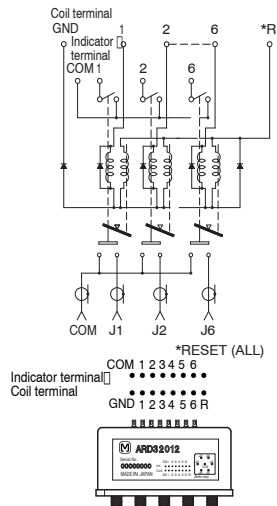 Coil terminal
GND 1 2 6 *R
Indicator
terminal
COM 1 2 6
COM J1 J2 J6
*RESET (ALL)
COM 1 2 3 4 5 6
Indicator terminal
Coil terminal
GND 1 2 3 4 5 6 R
M ARD32012
Serial No.
00000000
MADE IN JAPAN